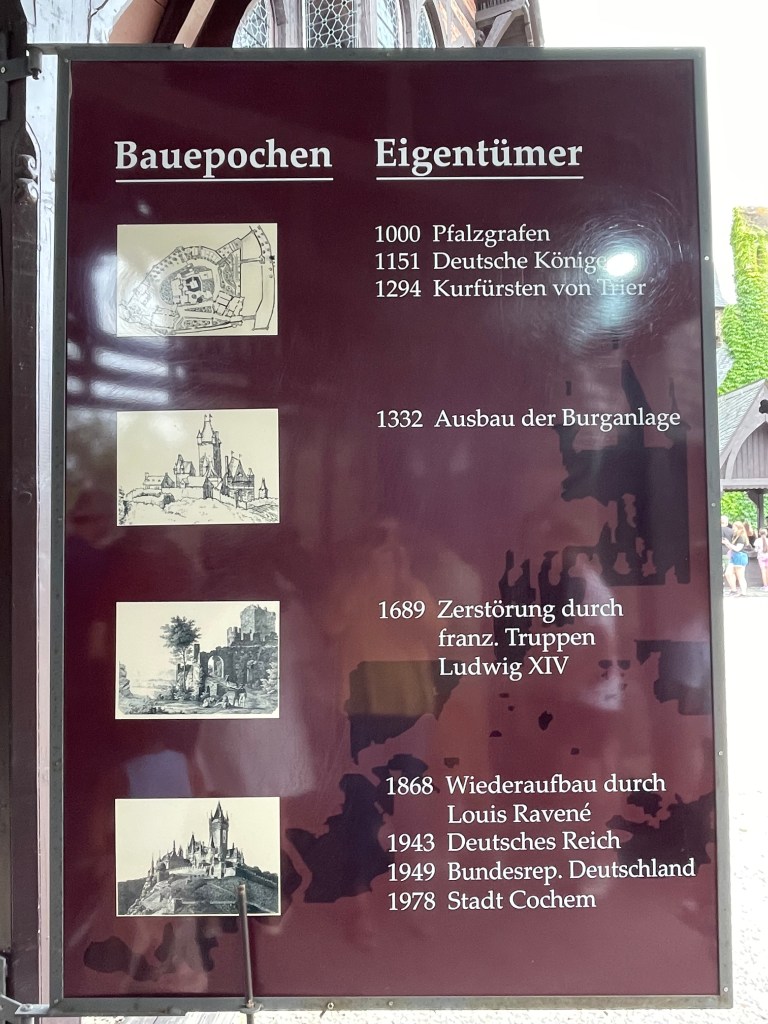 Bauepochen
Eigentümer
1000 Pfalzgrafen
1151 Deutsche Könige
1294 Kurfürsten von Trier
1332 Ausbau der Burganlage
1689 Zerstörung durch
franz. Truppen
Ludwig XIV
1868 Wiederaufbau durch
Louis Ravené
1943 Deutsches Reich
1949 Bundesrep. Deutschland
1978 Stadt Cochem